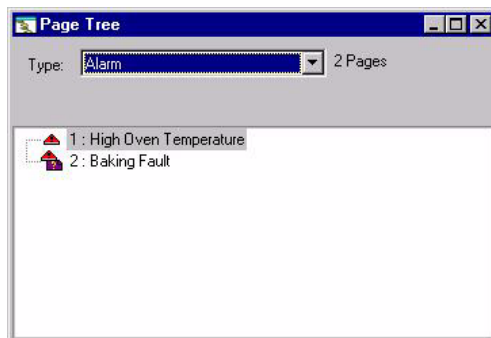 Page Tree
Type: Alarm 2 Pages
1 : High Oven Temperature
2 : Baking Fault